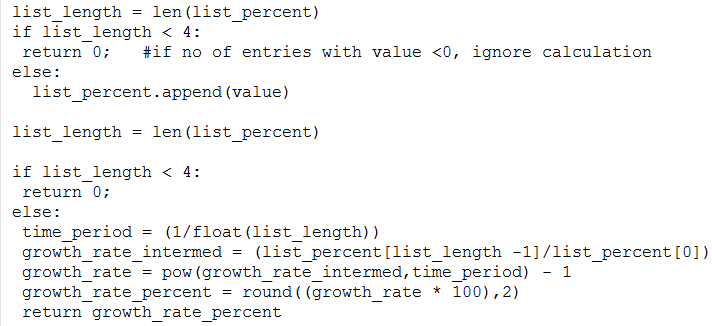 list_length = len(list_percent)
if list_length < 4:
 return 0;   #if no of entries with value <0, ignore calculation
else:
  list_percent.append(value)

list_length = len(list_percent)

if list_length < 4:
 return 0;
else:
 time_period = (1/float(list_length))
 growth_rate_intermed = (list_percent[list_length -1]/list_percent[0])
 growth_rate = pow(growth_rate_intermed,time_period) - 1
 growth_rate_percent = round((growth_rate * 100),2)
 return growth_rate_percent